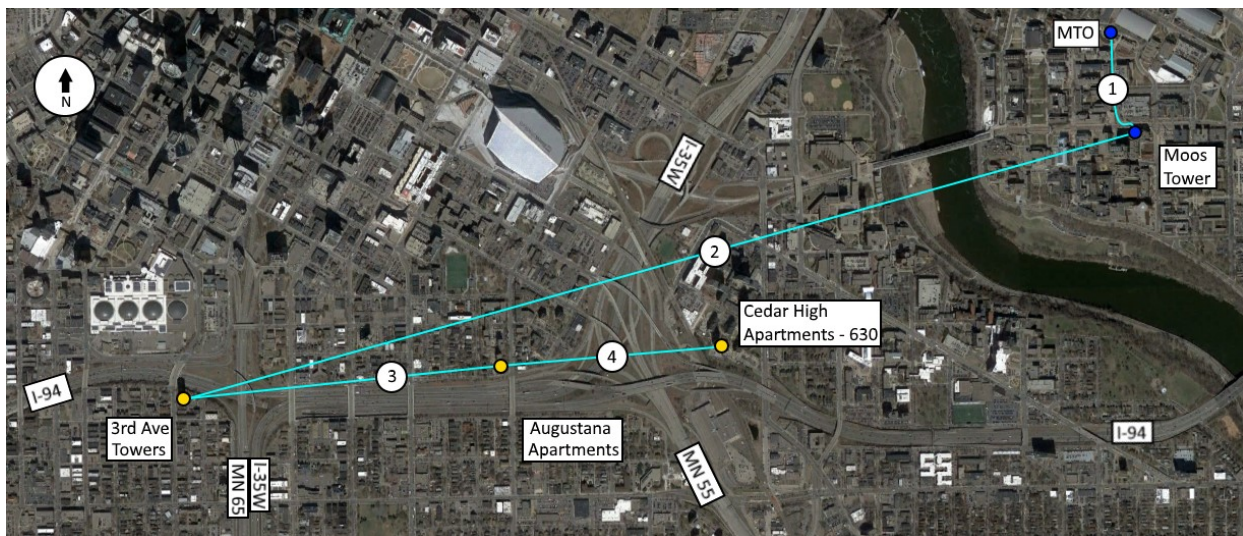 MTO
N
1
I-35W
Moos
Tower
2
Cedar High
Apartments - 630
4
3
I-94
3rd Ave
Towers
Augustana
Apartments
I-94
MN 65
I-35W
MN 55